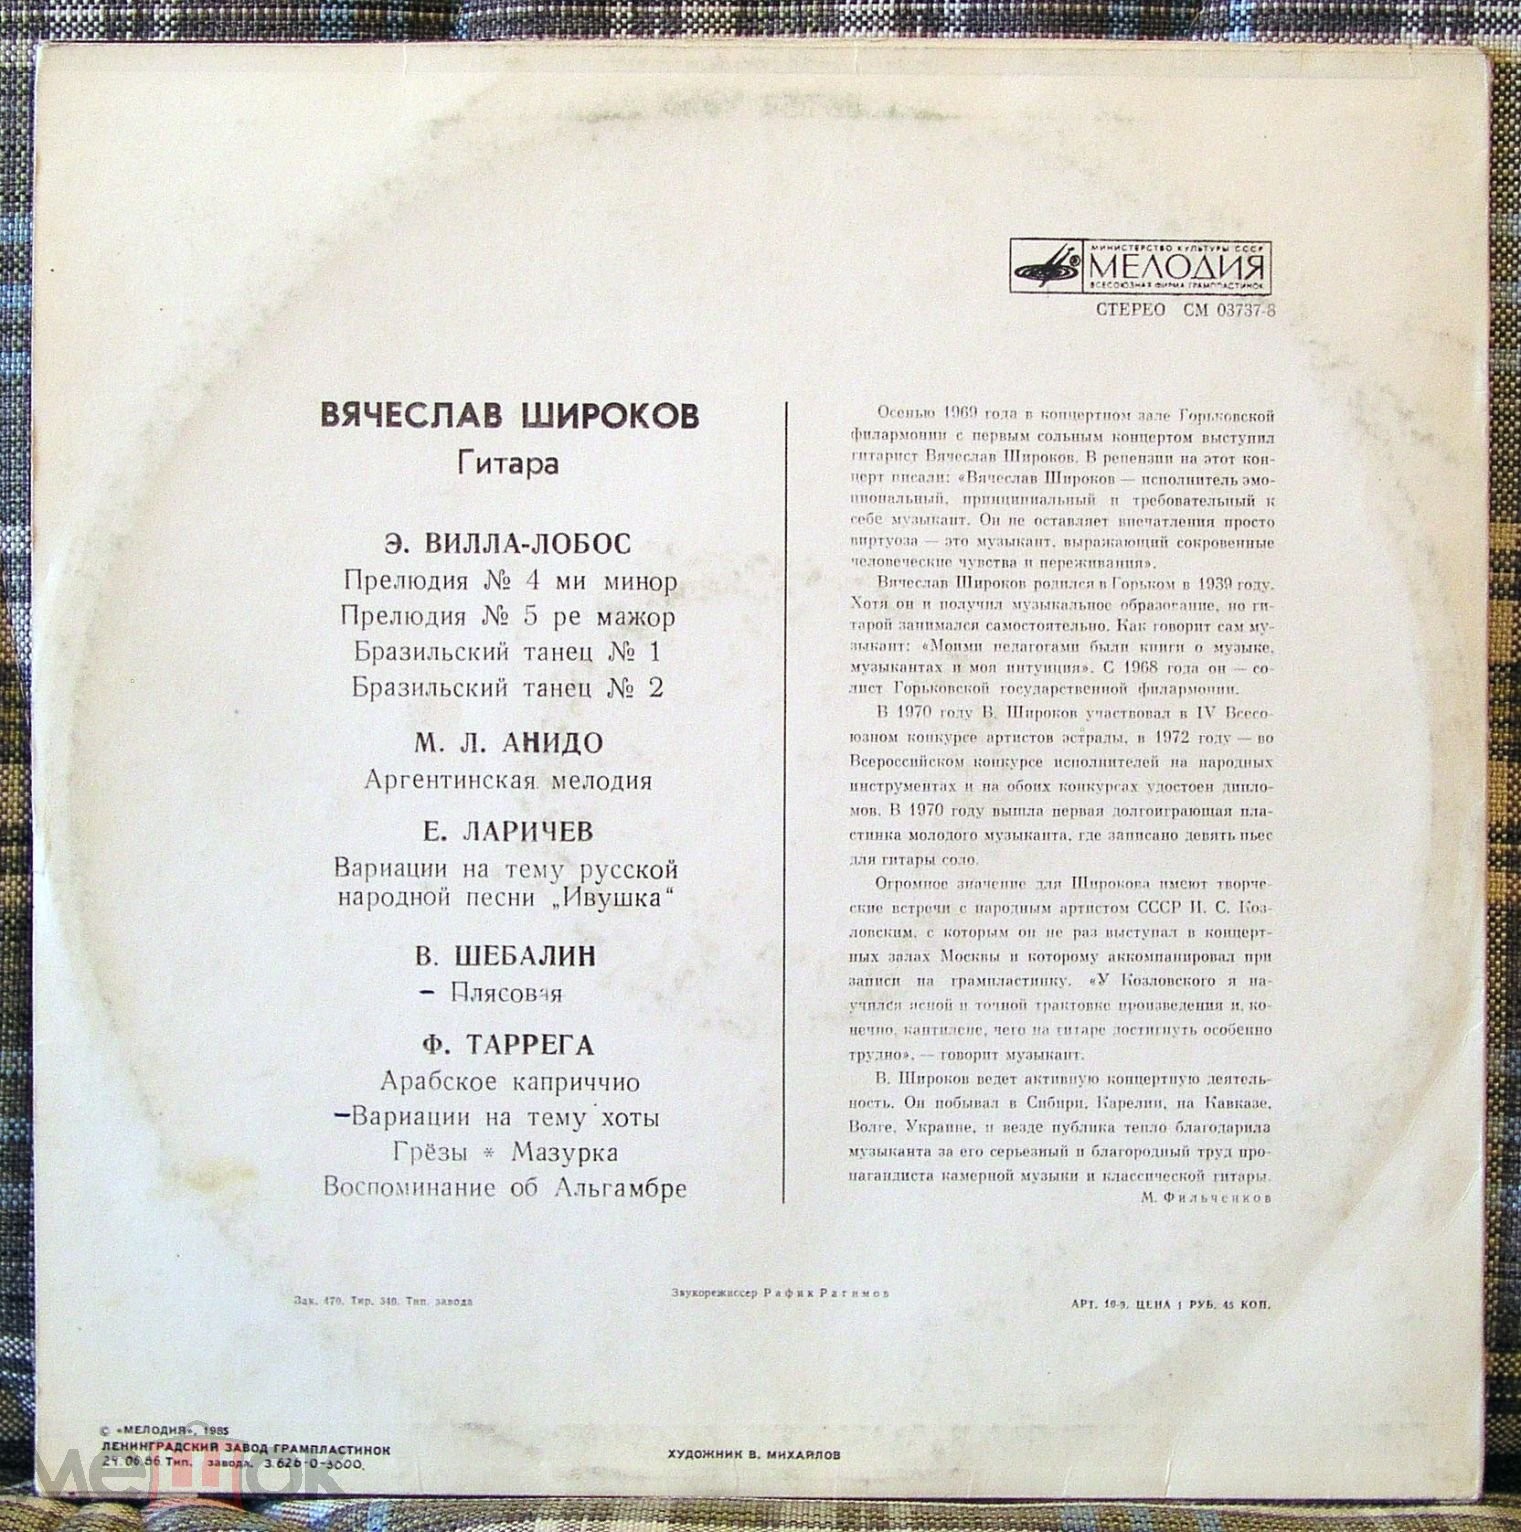 МИНИСТЕРСТВО КУЛЬТУРЫ СССР
МЕЛОДИЯ
ВСЕСОЮЗНАЯ ФИРМА ГРАМПЛАСТИНОК
СТЕРЕО СМ 03737-8
ВЯЧЕСЛАВ ШИРОКОВ
Гитара
Э. ВИЛЛА-ЛОБОС
Прелюдия № 4 ми минор
Прелюдия № 5 ре мажор
Бразильский танец № 1
Бразильский танец № 2
М. Л. АНИДО
Аргентинская мелодия
Е. ЛАРИЧЕВ
Вариации на тему русской
народной песни „Ивушка“
В. ШЕБАЛИН
– Плясовая
Ф. ТАРРЕГА
Арабское каприччио
–Вариации на тему хоты
Грёзы * Мазурка
Воспоминание об Альгамбре
Осенью 1969 года в концертном зале Горьковской
филармонии с первым сольным концертом выступил
гитарист Вячеслав Широков. В рецензии на этот кон-
церт писали: «Вячеслав Широков — исполнитель эмо-
циональный, принципиальный и требовательный к
себе музыкант. Он не оставляет впечатления просто
виртуоза — это музыкант, выражающий сокровенные
человеческие чувства и переживания».
Вячеслав Широков родился в Горьком в 1939 году.
Хотя он и получил музыкальное образование, но ги-
тарой занимался самостоятельно. Как говорит сам му-
зыкант: «Моими педагогами были книги о музыке,
музыкантах и моя интуиция». С 1968 года он — со-
лист Горьковской государственной филармонии.
В 1970 году В. Широков участвовал в IV Всесо-
юзном конкурсе артистов эстрады, в 1972 году — во
Всероссийском конкурсе исполнителей на народных
инструментах и на обоих конкурсах удостоен дипло-
мов. В 1970 году вышла первая долгоиграющая пла-
стинка молодого музыканта, где записано девять пьес
для гитары соло.
Огромное значение для Широкова имеют творче-
ские встречи с народным артистом СССР И. С. Коз-
ловским, с которым он не раз выступал в концерт-
ных залах Москвы и которому аккомпанировал при
записи на грампластинку. «У Козловского я на-
учился ясной и точной трактовке произведения и, ко-
нечно, кантилене, чего на гитаре достигнуть особенно
трудно», — говорит музыкант.
В. Широков ведет активную концертную деятель-
ность. Он побывал в Сибири, Карелии, на Кавказе,
Волге, Украине, и везде публика тепло благодарила
музыканта за его серьезный и благородный труд про-
пагандиста камерной музыки и классической гитары.
М. Фильченков
Зак. 470. Тир. 340. Тип. завода
Звукорежиссер Рафик Рагимов
АРТ. 10-9. ЦЕНА 1 РУБ. 45 КОП.
© «МЕЛОДИЯ», 1985
ЛЕНИНГРАДСКИЙ ЗАВОД ГРАМПЛАСТИНОК
24.06.86 Тип. завода. З.626-0-3000.
ХУДОЖНИК В. МИХАЙЛОВ
мешок